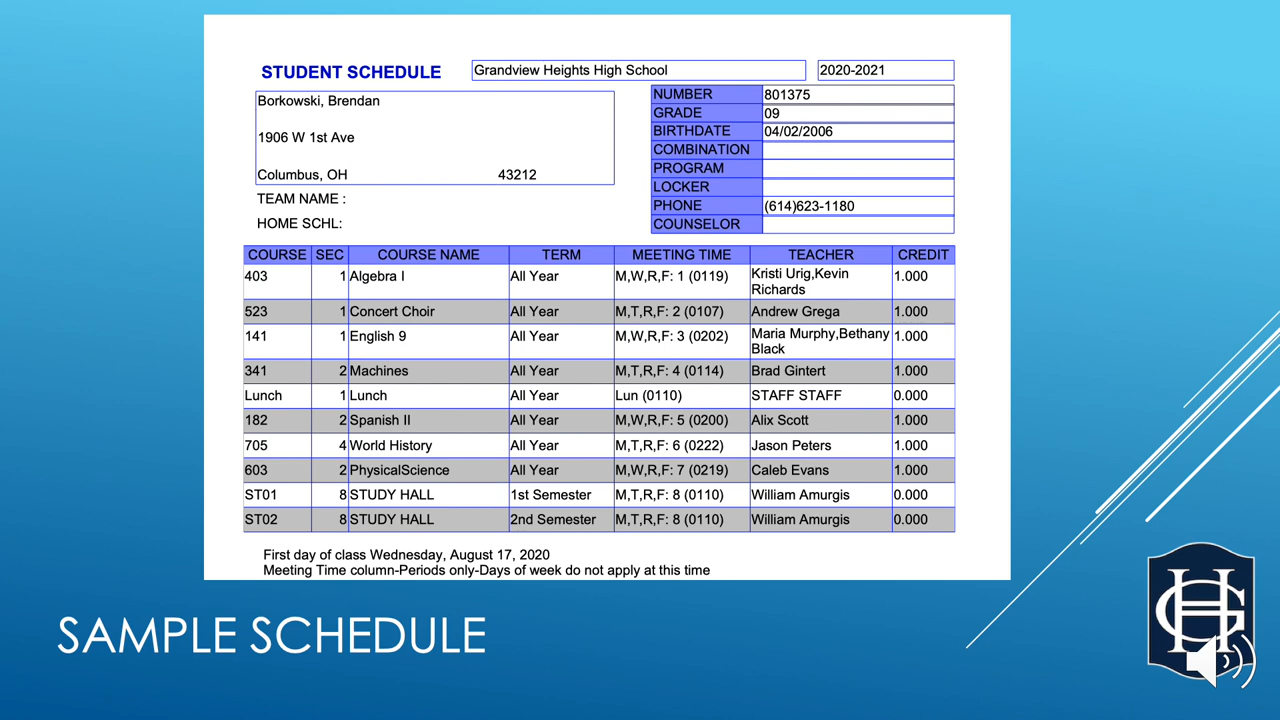 STUDENT SCHEDULE Grandview Heights High School 2020-2021
Borkowski, Brendan
1906 W 1st Ave
Columbus, OH 43212
TEAM NAME :
HOME SCHL:
NUMBER 801375
GRADE 09
BIRTHDATE 04/02/2006
COMBINATION
PROGRAM
LOCKER
PHONE (614)623-1180
COUNSELOR
COURSE SEC COURSE NAME TERM MEETING TIME TEACHER CREDIT
403 1 Algebra I All Year M,W,R,F: 1 (0119) Kristi Urig,Kevin 1.000
Richards
523 1 Concert Choir All Year M,T,R,F: 2 (0107) Andrew Grega 1.000
141 1 English 9 All Year M,W,R,F: 3 (0202) Maria Murphy,Bethany 1.000
Black
341 2 Machines All Year M,T,R,F: 4 (0114) Brad Gintert 1.000
Lunch 1 Lunch All Year Lun (0110) STAFF STAFF 0.000
182 2 Spanish II All Year M,W,R,F: 5 (0200) Alix Scott 1.000
705 4 World History All Year M,T,R,F: 6 (0222) Jason Peters 1.000
603 2 PhysicalScience All Year M,W,R,F: 7 (0219) Caleb Evans 1.000
ST01 8 STUDY HALL 1st Semester M,T,R,F: 8 (0110) William Amurgis 0.000
ST02 8 STUDY HALL 2nd Semester M,T,R,F: 8 (0110) William Amurgis 0.000
First day of class Wednesday, August 17, 2020
Meeting Time column-Periods only-Days of week do not apply at this time
SAMPLE SCHEDULE
GH